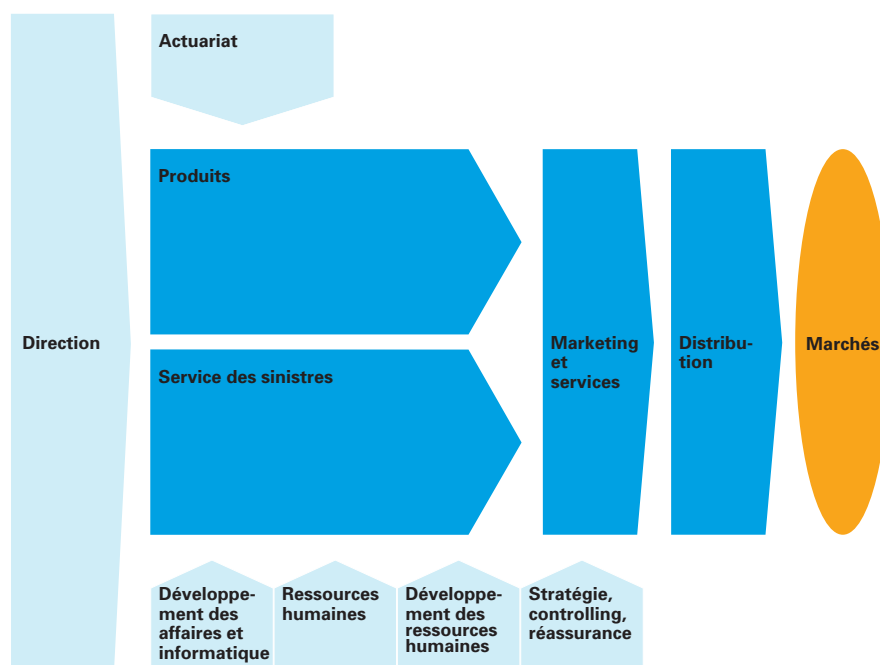 Actuariat
Produits
Direction
Service des sinistres
Marketing
et
services
Distribu-
tion
Marchés
Développe-
ment des
affaires et
informatique
Ressources
humaines
Développe-
ment des
ressources
humaines
Stratégie,
controlling,
réassurance